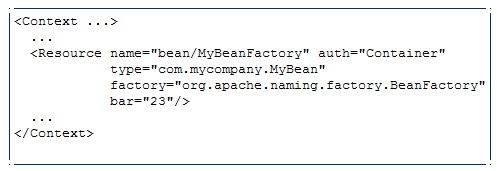 <Context ...>
  ...
  <Resource name="bean/MyBeanFactory" auth="Container"
            type="com.mycompany.MyBean"
            factory="org.apache.naming.factory.BeanFactory"
            bar="23"/>
  ...
</Context>